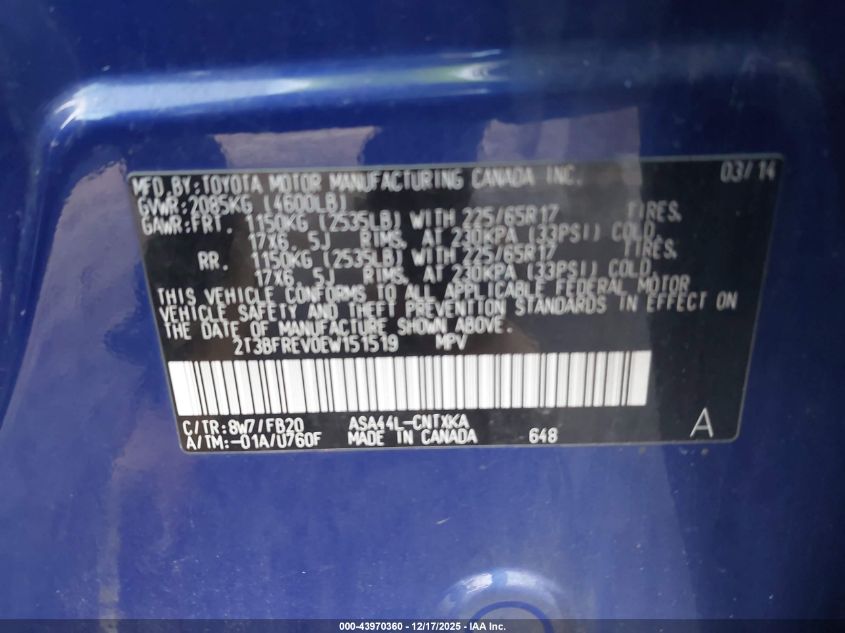 MFD.BY:TOYOTA MOTOR MANUFACTURING CANADA INC. 03/14
GVWR:2085KG (4600LB)
GAWR:FRT. 1150KG (2535LB) WITH 225/65R17 TIRES,
17X6.5J RIMS, AT 230KPA (33PSI) COLD,
RR. 1150KG (2535LB) WITH 225/65R17 TIRES,
17X6.5J RIMS, AT 230KPA (33PSI) COLD,
THIS VEHICLE CONFORMS TO ALL APPLICABLE FEDERAL MOTOR
VEHICLE SAFETY AND THEFT PREVENTION STANDARDS IN EFFECT ON
THE DATE OF MANUFACTURE SHOWN ABOVE.
2T3BFREV0EW151519 MPV
C/TR:8W7/FB20 ASA44L-CNTXKA
A/TM:-01A/U760F MADE IN CANADA 648 A
000-43970360 - 12/17/2025 - IAA Inc.